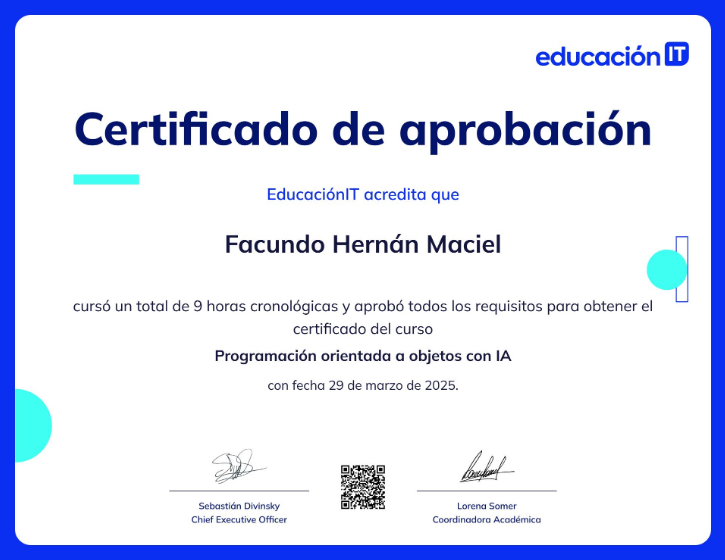 educación IT
Certificado de aprobación
EducaciónIT acredita que
Facundo Hernán Maciel
cursó un total de 9 horas cronológicas y aprobó todos los requisitos para obtener el
certificado del curso
Programación orientada a objetos con IA
con fecha 29 de marzo de 2025.
Sebastián Divinsky
Chief Executive Officer
Lorena Somer
Coordinadora Académica